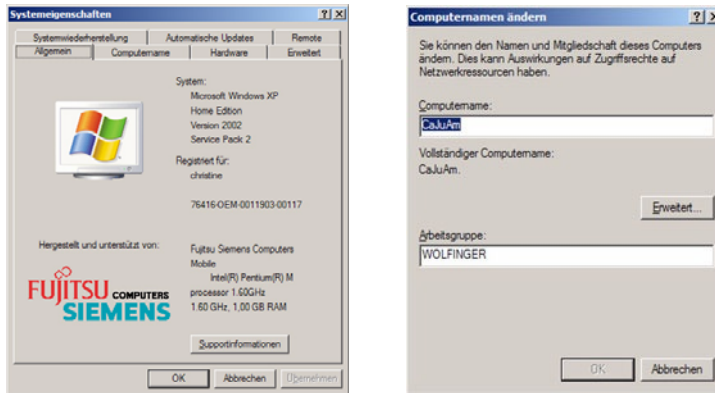 Systemeigenschaften
Systemwiederherstellung
Automatische Updates
Remote
Allgemein
Computername
Hardware
Erweitert
System:
Microsoft Windows XP
Home Edition
Version 2002
Service Pack 2
Registriert für:
christine
76416-OEM-0011903-00117
Hergestellt und unterstützt von:
FUJITSU COMPUTERS
SIEMENS
Fujitsu Siemens Computers
Mobile
Intel(R) Pentium(R) M
processor 1.60GHz
1.60 GHz, 1,00 GB RAM
Supportinformationen
OK
Abbrechen
Übernehmen
Computernamen ändern
Sie können den Namen und Mitgliedschaft dieses Computers
ändern. Dies kann Auswirkungen auf Zugriffsrechte auf
Netzwerkressourcen haben.
Computername:
CaJuAm
Vollständiger Computername:
CaJuAm.
Erweitert...
Arbeitsgruppe:
WOLFINGER
OK
Abbrechen